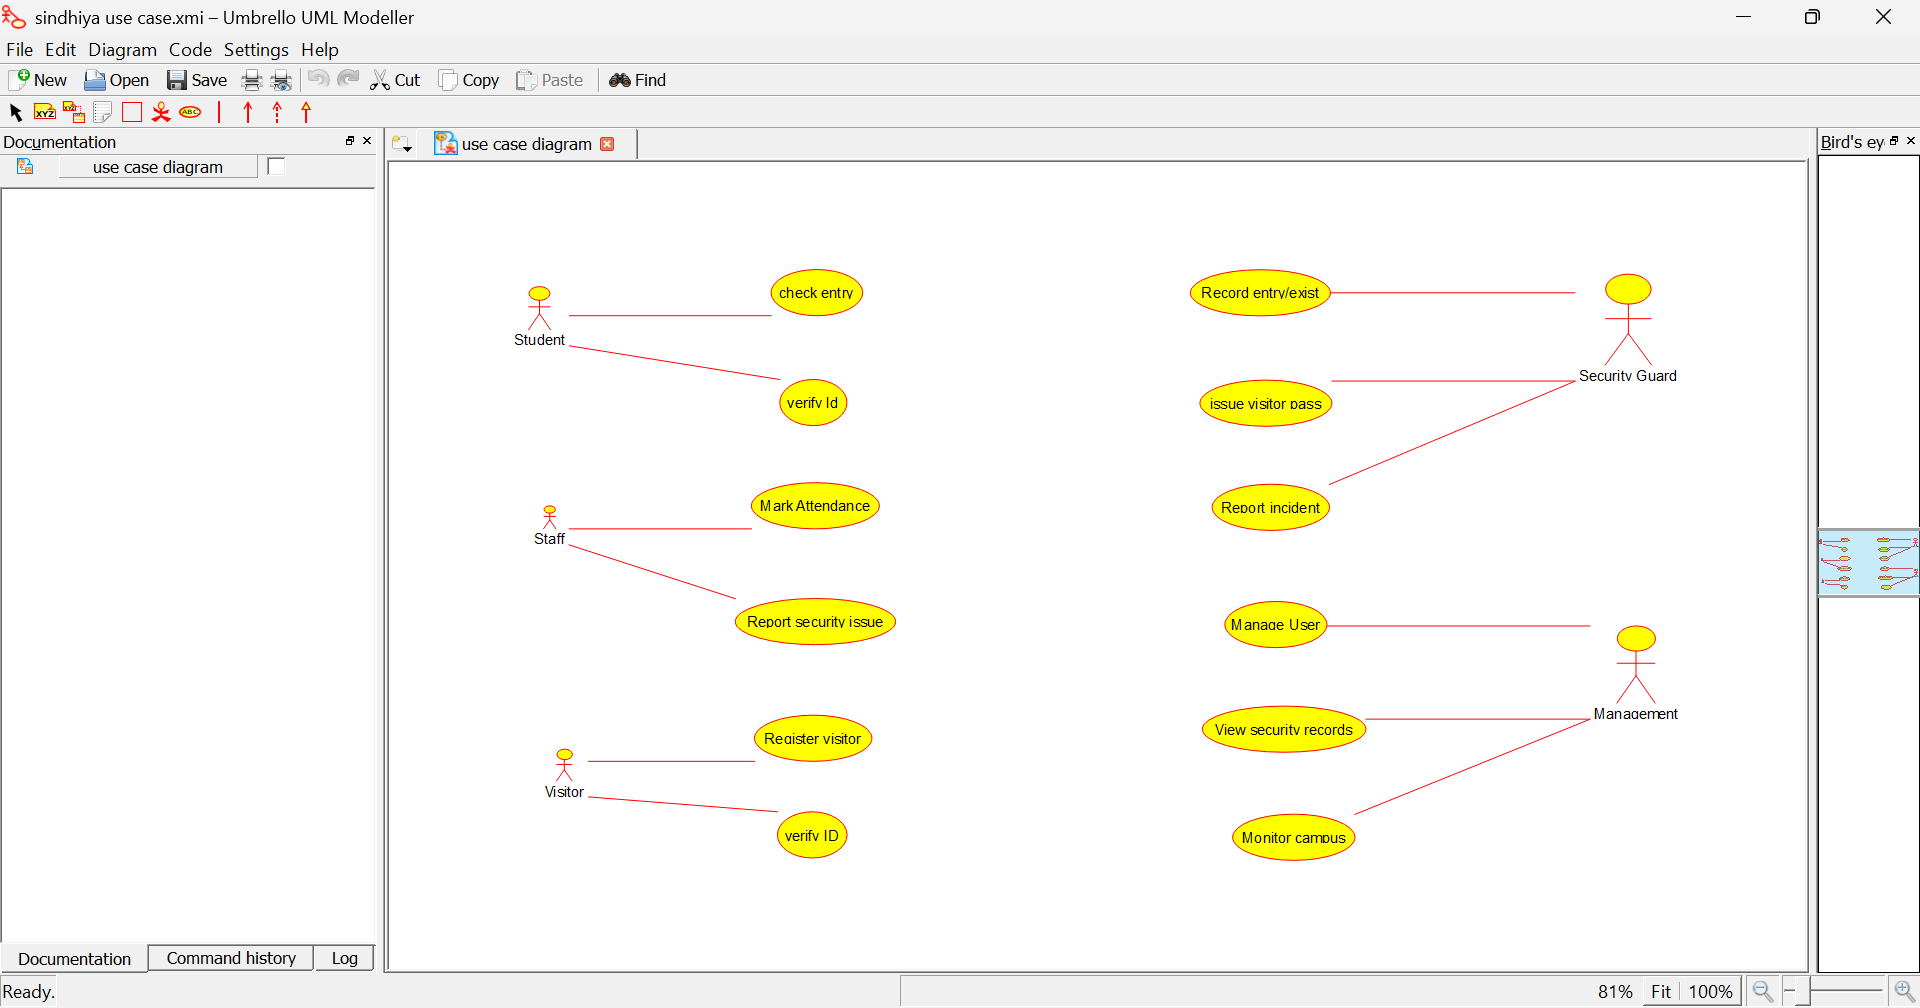 sindhiya use case.xmi – Umbrello UML Modeller
File Edit Diagram Code Settings Help
New Open Save Cut Copy Paste Find
XYZ XYZ ABC
Documentation
use case diagram
use case diagram
Bird's ey
check entry
Student
verify Id
Mark Attendance
Staff
Report security issue
Register visitor
Visitor
verify ID
Record entry/exist
Security Guard
issue visitor pass
Report incident
Manage User
Management
View security records
Monitor campus
Documentation Command history Log
Ready.
81% Fit 100%